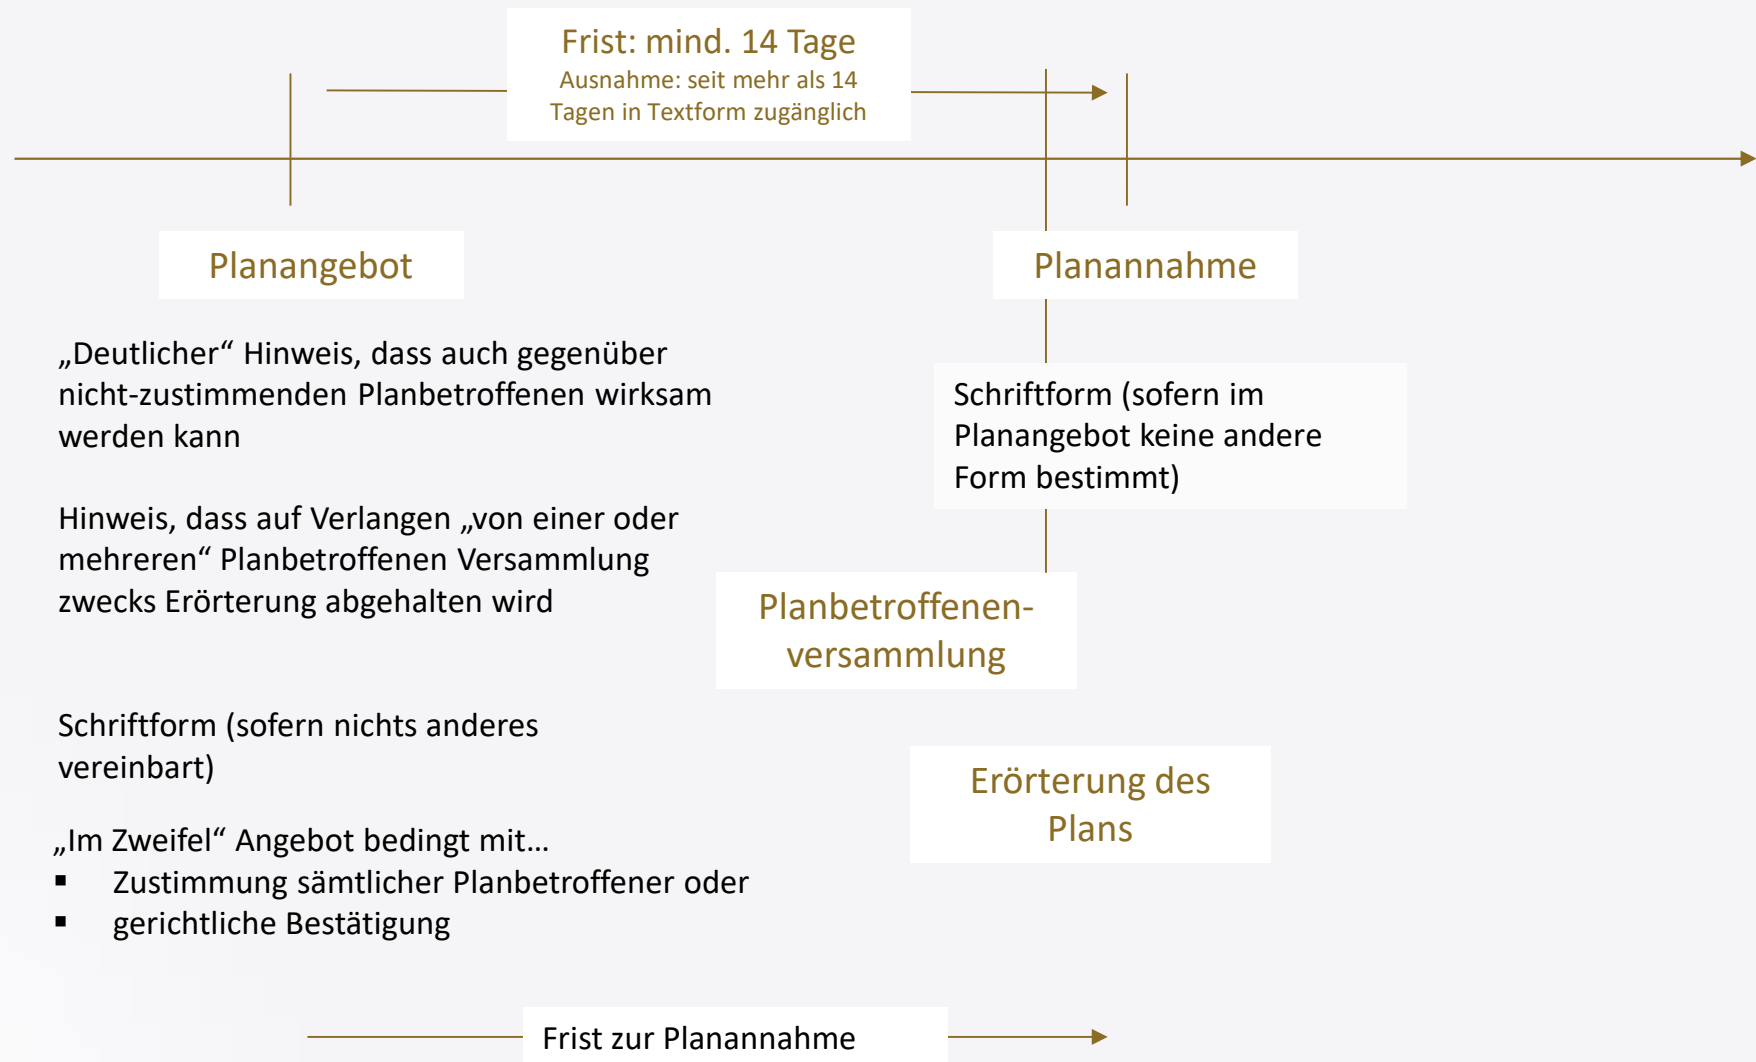 Frist: mind. 14 Tage
Ausnahme: seit mehr als 14
Tagen in Textform zugänglich
Planangebot
Planannahme
„Deutlicher“ Hinweis, dass auch gegenüber
nicht-zustimmenden Planbetroffenen wirksam
werden kann
Schriftform (sofern im
Planangebot keine andere
Form bestimmt)
Hinweis, dass auf Verlangen „von einer oder
mehreren“ Planbetroffenen Versammlung
zwecks Erörterung abgehalten wird
Planbetroffenen-
versammlung
Schriftform (sofern nichts anderes
vereinbart)
Erörterung des
Plans
„Im Zweifel“ Angebot bedingt mit…
▪ Zustimmung sämtlicher Planbetroffener oder
▪ gerichtliche Bestätigung
Frist zur Planannahme